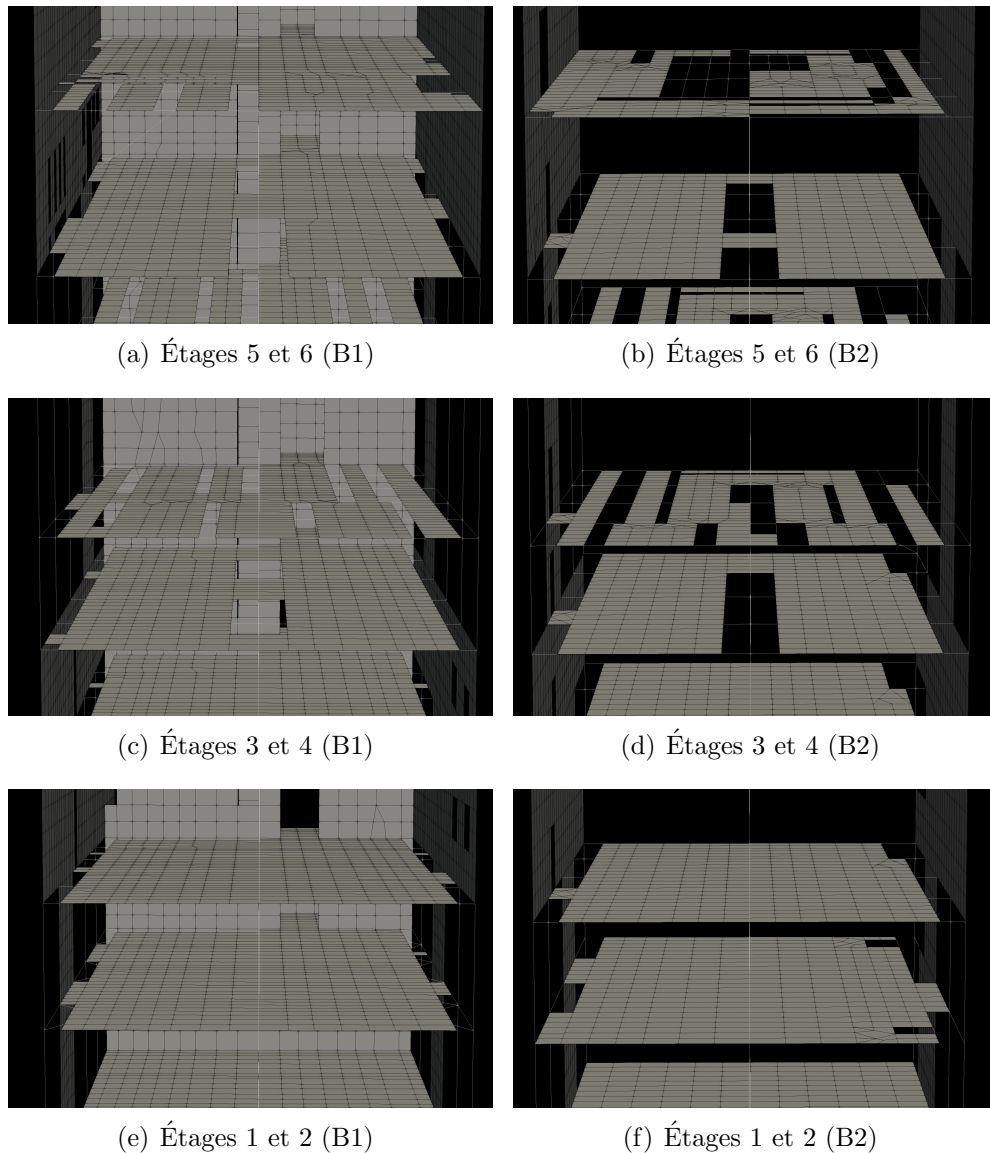 (a) Étages 5 et 6 (B1)
(b) Étages 5 et 6 (B2)
(c) Étages 3 et 4 (B1)
(d) Étages 3 et 4 (B2)
(e) Étages 1 et 2 (B1)
(f) Étages 1 et 2 (B2)